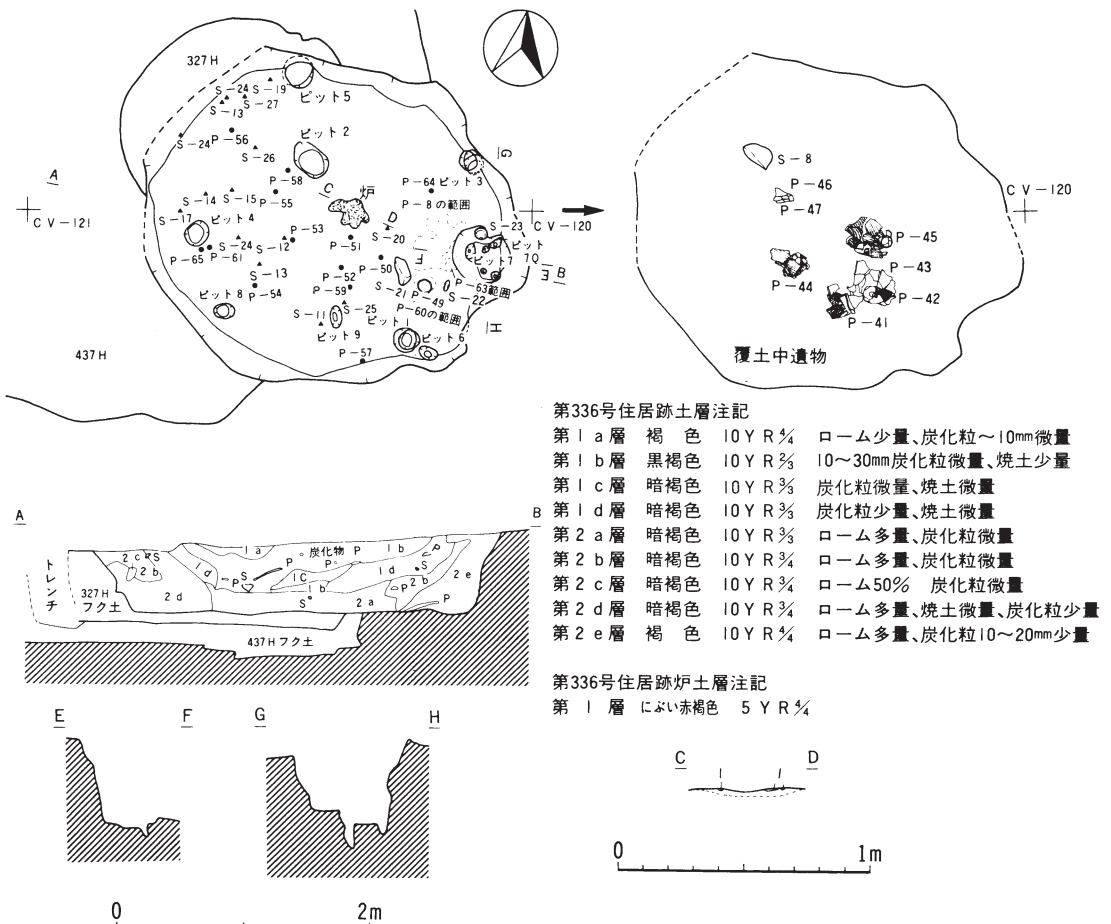 327H
S-24
S-19
S-27
S-13
ピット5
S-24
P-56
S-26
ピット2
P-58
A
C
炉
P-64
ピット3
G
P-8の範囲
CV-121
S-14
S-15
P-55
S-17
ピット4
P-53
D
S-23
CV-120
P-65
P-61
S-24
S-12
P-51
S-20
F
ピット7
ピット
10
B
E
S-13
P-52
P-50
P-63範囲
P-54
P-59
S-21
P-49
S-22
ピット8
S-11
S-25
P-60の範囲
ピット1
H
ピット9
ピット6
P-57
437H
S-8
P-46
P-47
CV-120
P-45
P-43
P-44
P-42
P-41
覆土中遺物
第336号住居跡土層注記
第1a層 褐 色 10YR4/4 ローム少量、炭化粒~10mm微量
第1b層 黒褐色 10YR2/3 10~30mm炭化粒微量、焼土少量
第1c層 暗褐色 10YR3/3 炭化粒微量、焼土微量
第1d層 暗褐色 10YR3/3 炭化粒少量、焼土微量
第2a層 暗褐色 10YR3/3 ローム多量、炭化粒微量
第2b層 暗褐色 10YR3/4 ローム多量、炭化粒微量
第2c層 暗褐色 10YR3/4 ローム50% 炭化粒微量
第2d層 暗褐色 10YR3/4 ローム多量、焼土微量、炭化粒少量
第2e層 褐 色 10YR4/4 ローム多量、炭化粒10~20mm少量
第336号住居跡炉土層注記
第 1 層 にぶい赤褐色 5YR4/4
A
B
トレンチ
2c
S
2b
1a
P
炭化物
P
1b
P
1d
P
S
1c
P
1d
S
2e
327H
フク土
2d
1b
P
2b
S
2a
P
437Hフク土
E
F
G
H
C
D
1
1
0
1m
0
2m